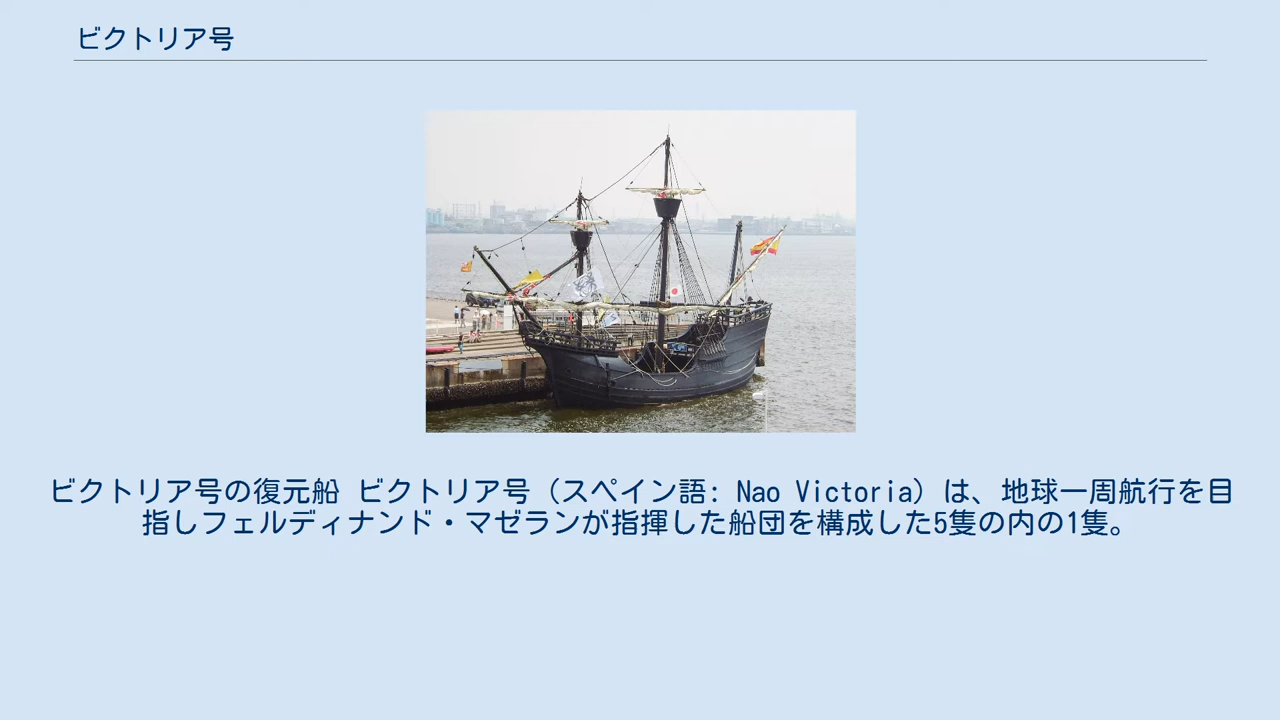 ビクトリア号
ビクトリア号の復元船 ビクトリア号（スペイン語: Nao Victoria）は、地球一周航行を目
指しフェルディナンド・マゼランが指揮した船団を構成した5隻の内の1隻。